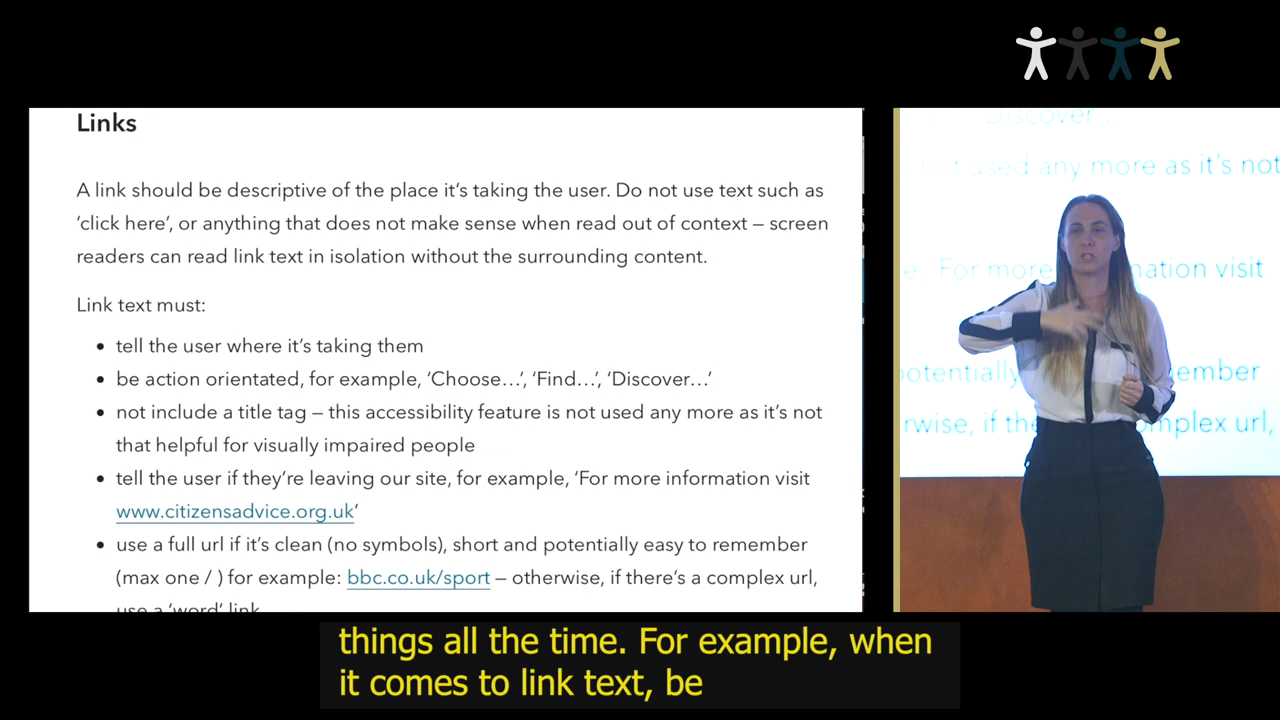 Links
A link should be descriptive of the place it’s taking the user. Do not use text such as
‘click here’, or anything that does not make sense when read out of context – screen
readers can read link text in isolation without the surrounding content.
Link text must:
• tell the user where it’s taking them
• be action orientated, for example, ‘Choose…’, ‘Find…’, ‘Discover…’
• not include a title tag – this accessibility feature is not used any more as it’s not
that helpful for visually impaired people
• tell the user if they’re leaving our site, for example, ‘For more information visit
www.citizensadvice.org.uk’
• use a full url if it’s clean (no symbols), short and potentially easy to remember
(max one / ) for example: bbc.co.uk/sport – otherwise, if there’s a complex url,
use a ‘word’ link
Discover…
not used any more as it’s not
For more mation visit
potentially ember
rwise, if the complex url,
things all the time. For example, when
it comes to link text, be